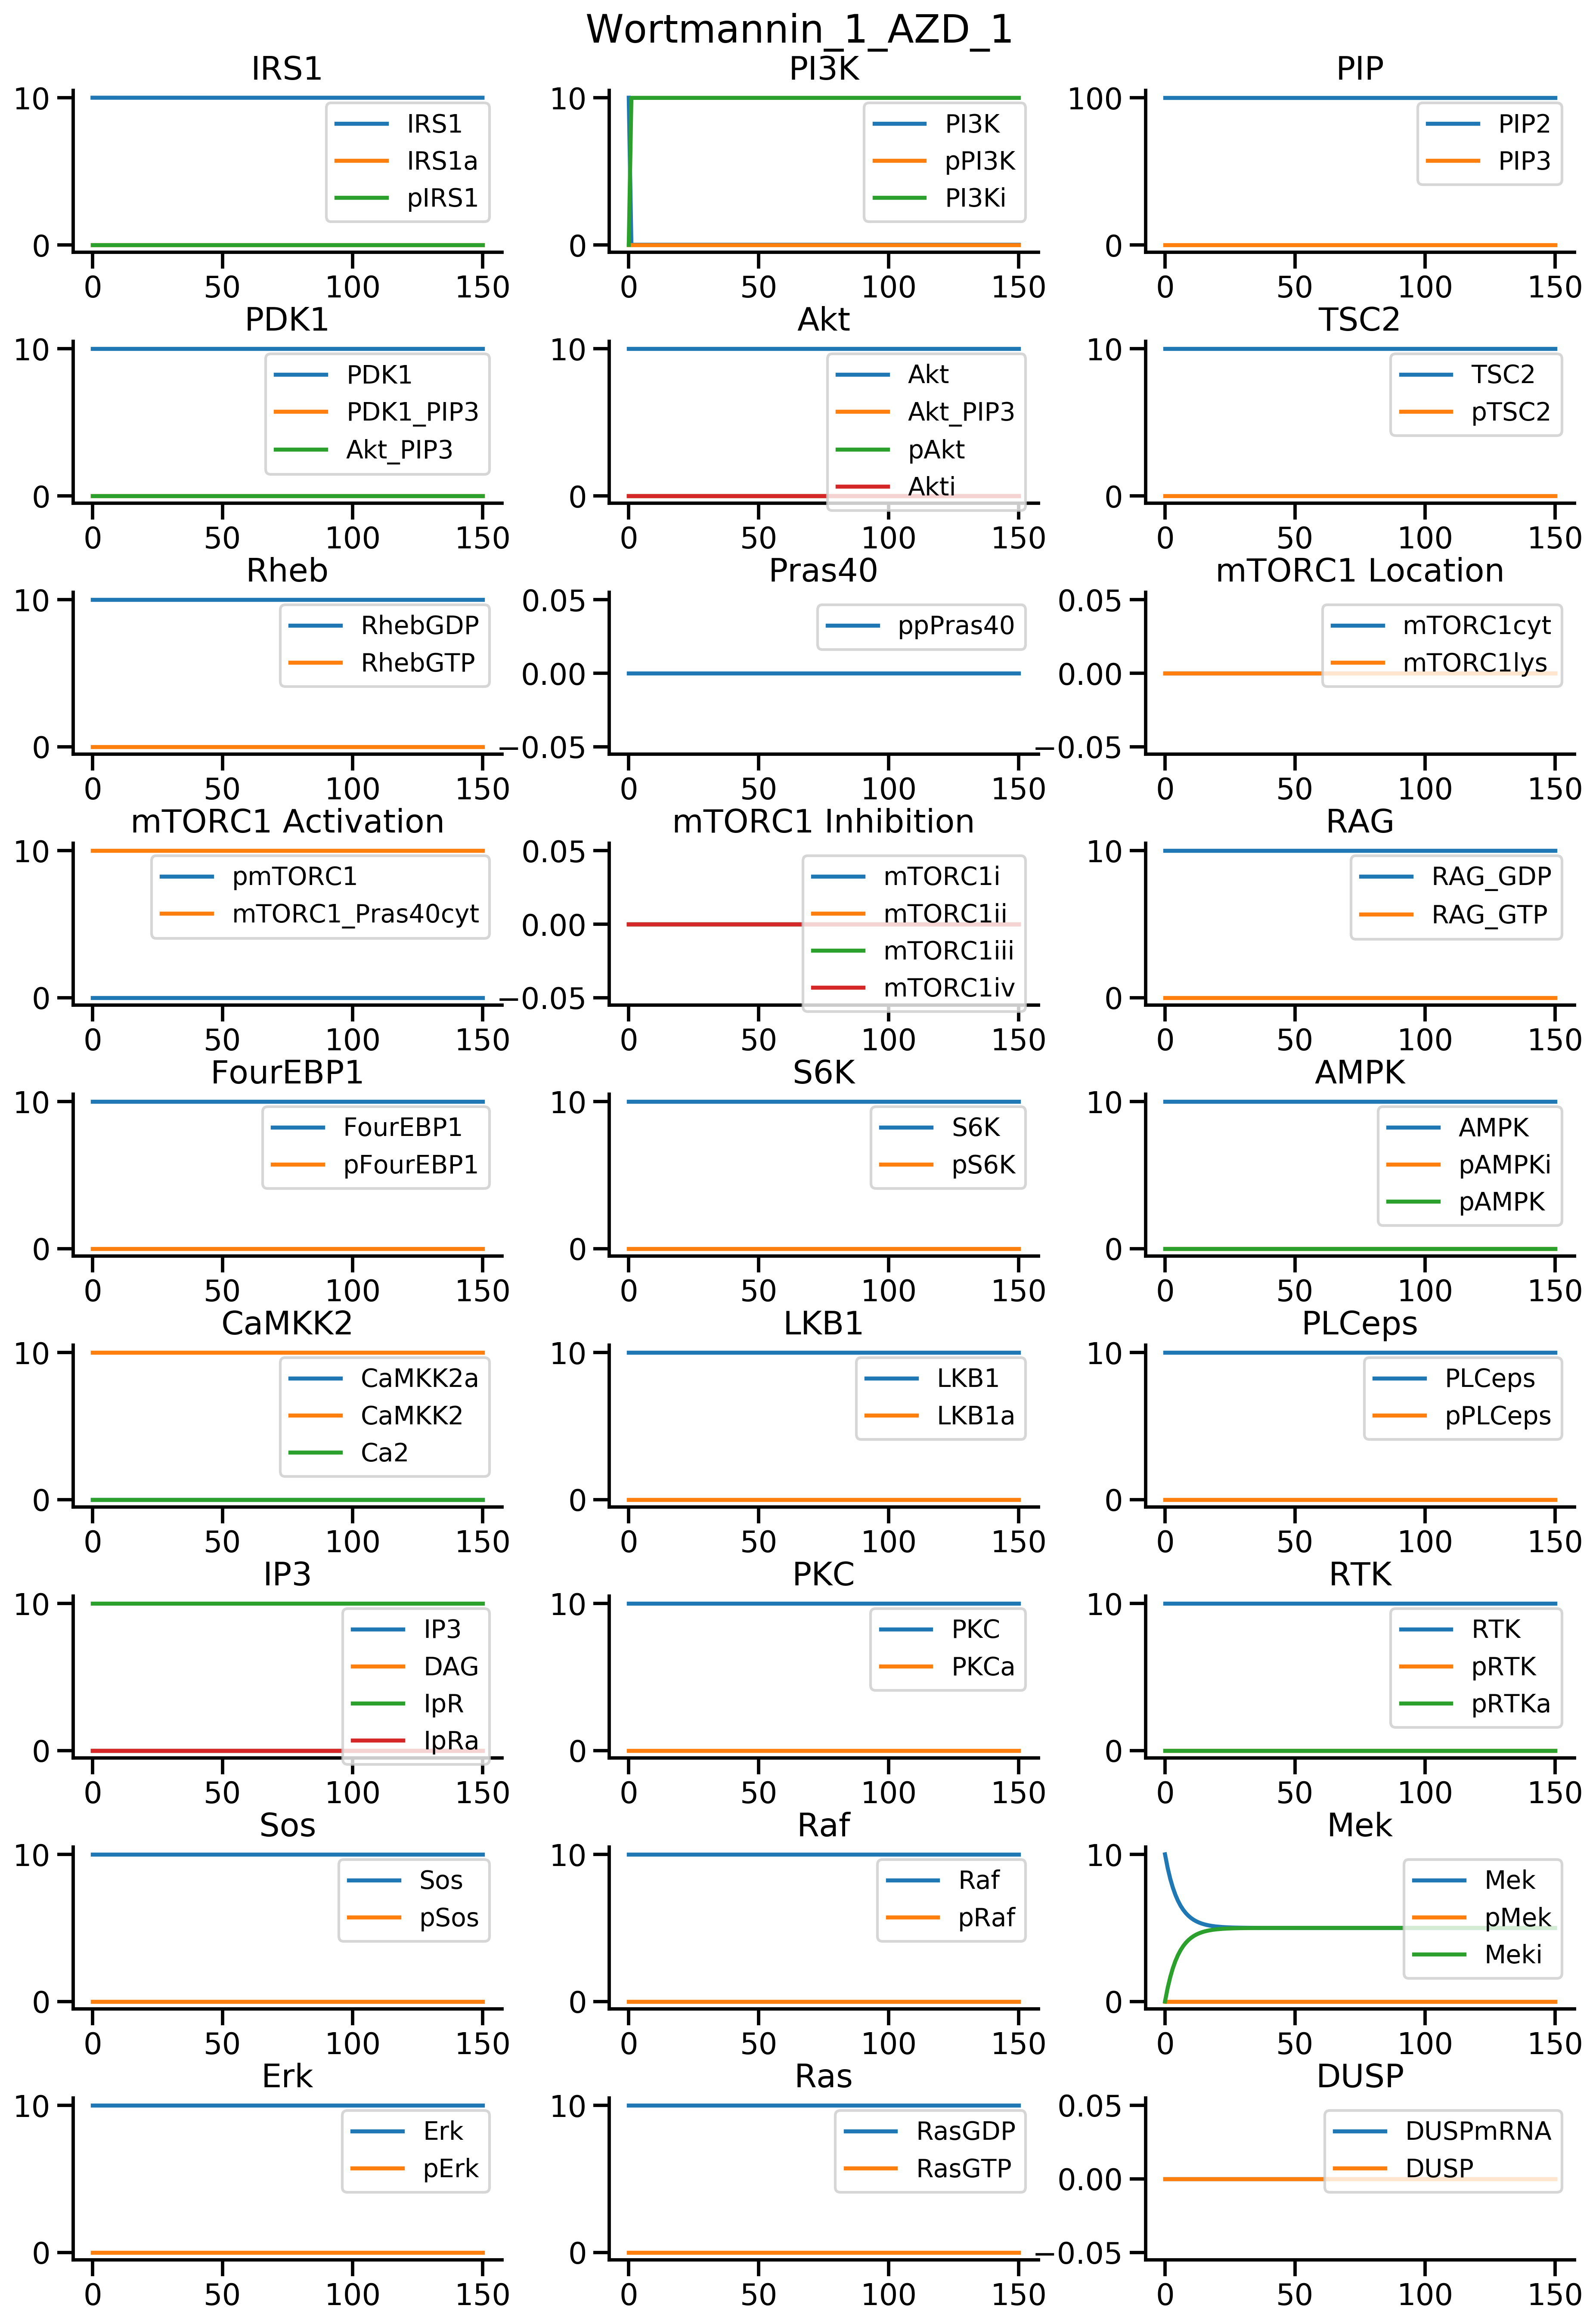 Wortmannin_1_AZD_1
IRS1
10
0
0 50 100 150
IRS1
IRS1a
pIRS1
PI3K
10
0
0 50 100 150
PI3K
pPI3K
PI3Ki
PIP
100
0
0 50 100 150
PIP2
PIP3
PDK1
10
0
0 50 100 150
PDK1
PDK1_PIP3
Akt_PIP3
Akt
10
0
0 50 100 150
Akt
Akt_PIP3
pAkt
Akti
TSC2
10
0
0 50 100 150
TSC2
pTSC2
Rheb
10
0
0 50 100 150
RhebGDP
RhebGTP
Pras40
0.05
0.00
−0.05
0 50 100 150
ppPras40
mTORC1 Location
0.05
0.00
−0.05
0 50 100 150
mTORC1cyt
mTORC1lys
mTORC1 Activation
10
0
0 50 100 150
pmTORC1
mTORC1_Pras40cyt
mTORC1 Inhibition
0.05
0.00
−0.05
0 50 100 150
mTORC1i
mTORC1ii
mTORC1iii
mTORC1iv
RAG
10
0
0 50 100 150
RAG_GDP
RAG_GTP
FourEBP1
10
0
0 50 100 150
FourEBP1
pFourEBP1
S6K
10
0
0 50 100 150
S6K
pS6K
AMPK
10
0
0 50 100 150
AMPK
pAMPKi
pAMPK
CaMKK2
10
0
0 50 100 150
CaMKK2a
CaMKK2
Ca2
LKB1
10
0
0 50 100 150
LKB1
LKB1a
PLCeps
10
0
0 50 100 150
PLCeps
pPLCeps
IP3
10
0
0 50 100 150
IP3
DAG
IpR
IpRa
PKC
10
0
0 50 100 150
PKC
PKCa
RTK
10
0
0 50 100 150
RTK
pRTK
pRTKa
Sos
10
0
0 50 100 150
Sos
pSos
Raf
10
0
0 50 100 150
Raf
pRaf
Mek
10
0
0 50 100 150
Mek
pMek
Meki
Erk
10
0
0 50 100 150
Erk
pErk
Ras
10
0
0 50 100 150
RasGDP
RasGTP
DUSP
0.05
0.00
−0.05
0 50 100 150
DUSPmRNA
DUSP